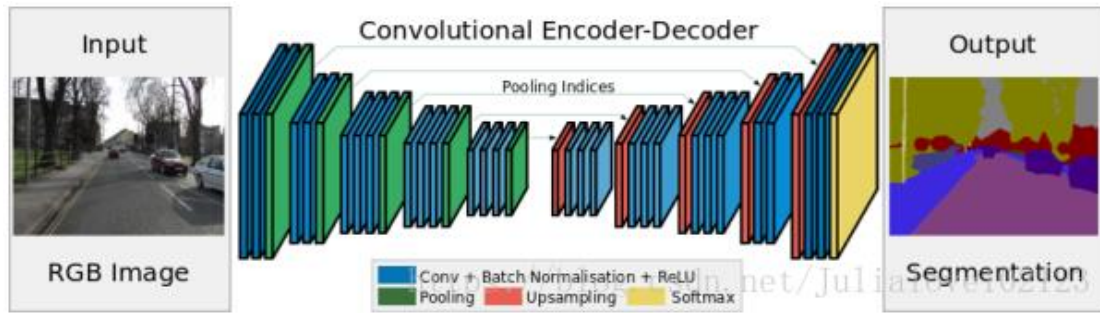 Input
Convolutional Encoder-Decoder
Output
Pooling Indices
RGB Image
Segmentation
Conv + Batch Normalisation + ReLU
Pooling
Upsampling
Softmax